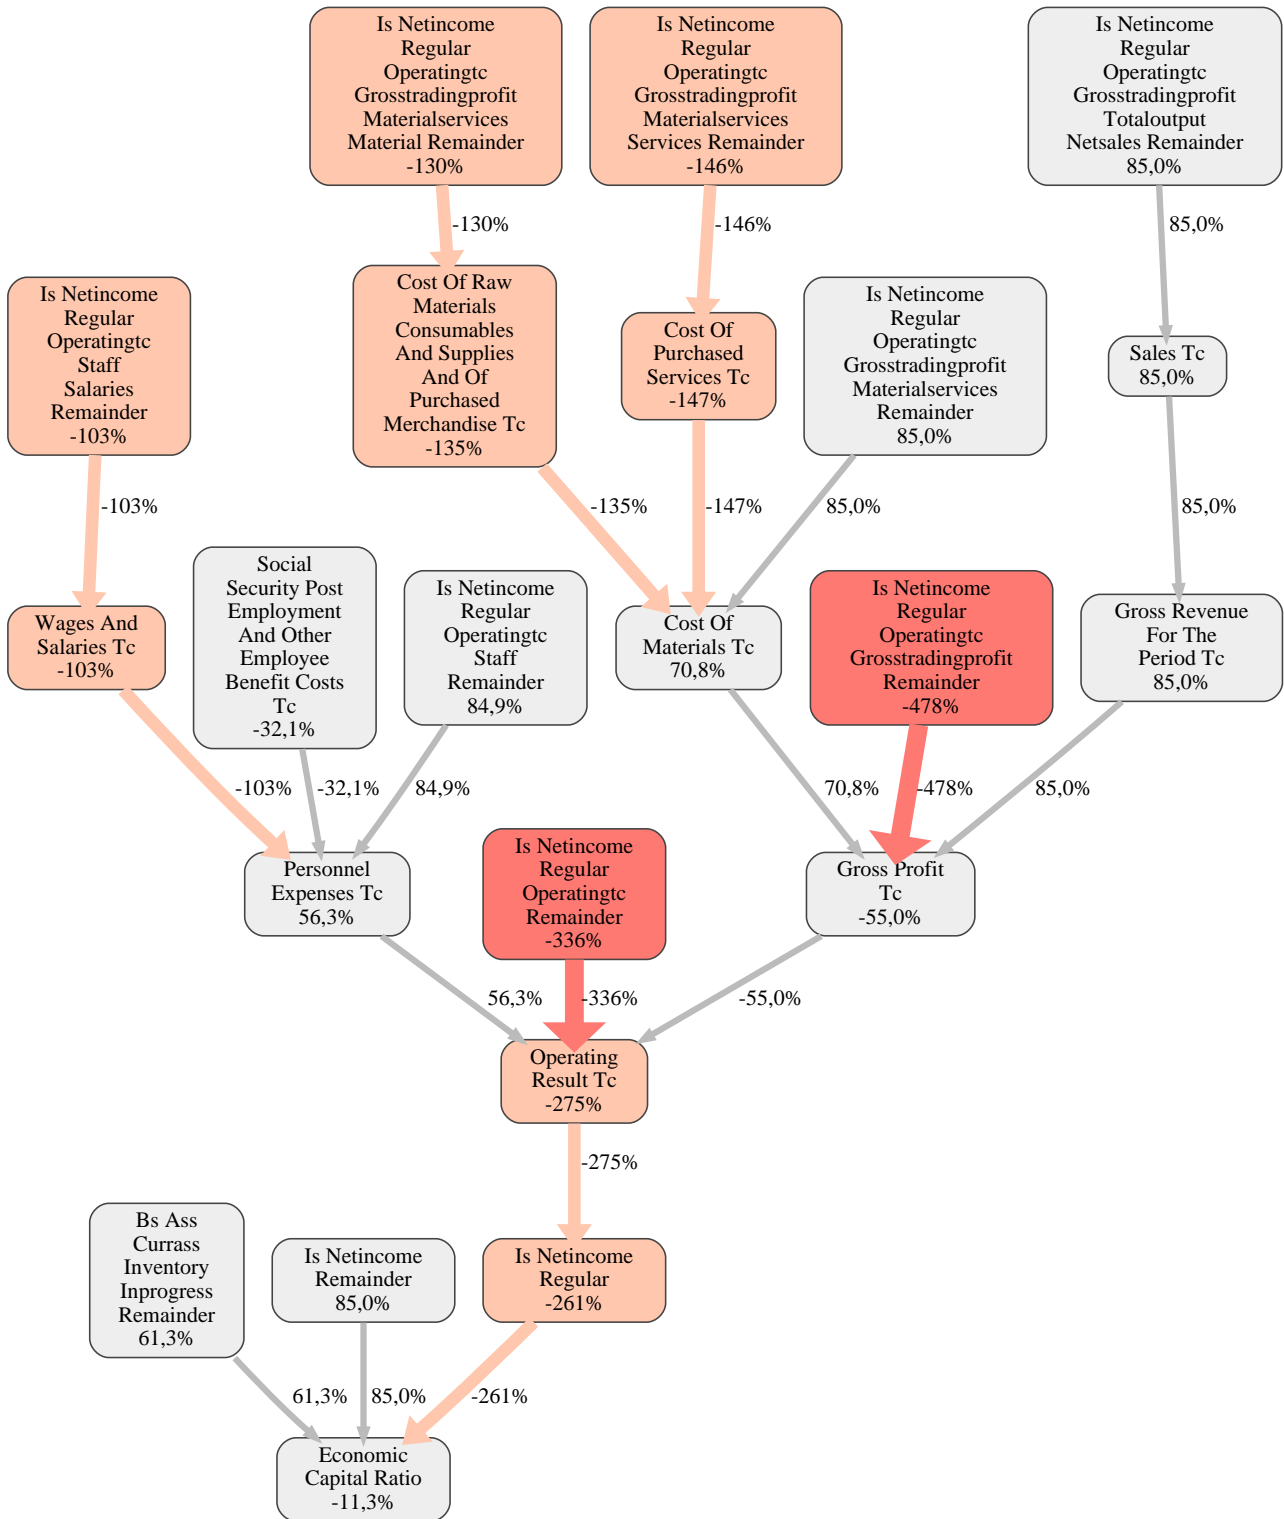 Is Netincome
Regular
Operatingtc
Grosstradingprofit
Materialservices
Material Remainder
-130%
Is Netincome
Regular
Operatingtc
Grosstradingprofit
Materialservices
Services Remainder
-146%
Is Netincome
Regular
Operatingtc
Grosstradingprofit
Totaloutput
Netsales Remainder
85,0%
-130%
-146%
85,0%
Is Netincome
Regular
Operatingtc
Staff
Salaries
Remainder
-103%
Cost Of Raw
Materials
Consumables
And Supplies
And Of
Purchased
Merchandise Tc
-135%
Cost Of
Purchased
Services Tc
-147%
Is Netincome
Regular
Operatingtc
Grosstradingprofit
Materialservices
Remainder
85,0%
Sales Tc
85,0%
-103%
-135%
-147%
85,0%
85,0%
Wages And
Salaries Tc
-103%
Social
Security Post
Employment
And Other
Employee
Benefit Costs
Tc
-32,1%
Is Netincome
Regular
Operatingtc
Staff
Remainder
84,9%
Cost Of
Materials Tc
70,8%
Is Netincome
Regular
Operatingtc
Grosstradingprofit
Remainder
-478%
Gross Revenue
For The
Period Tc
85,0%
-103%
-32,1%
84,9%
70,8%
-478%
85,0%
Personnel
Expenses Tc
56,3%
Is Netincome
Regular
Operatingtc
Remainder
-336%
Gross Profit
Tc
-55,0%
56,3%
-336%
-55,0%
Operating
Result Tc
-275%
-275%
Bs Ass
Currass
Inventory
Inprogress
Remainder
61,3%
Is Netincome
Remainder
85,0%
Is Netincome
Regular
-261%
61,3%
85,0%
-261%
Economic
Capital Ratio
-11,3%